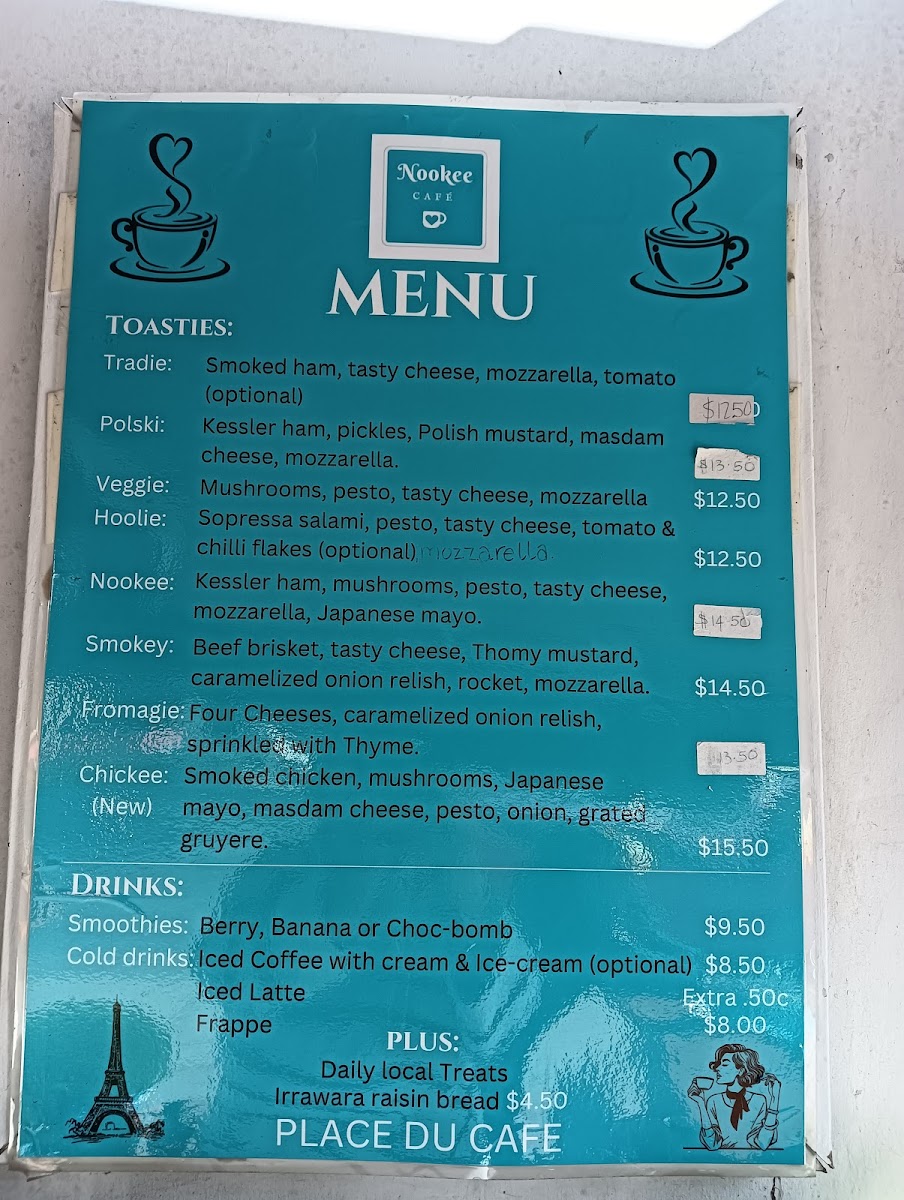 Nookee
CAFÉ
MENU
TOASTIES:
Tradie: Smoked ham, tasty cheese, mozzarella, tomato
(optional) $12.50
Polski: Kessler ham, pickles, Polish mustard, masdam
cheese, mozzarella. $13.50
Veggie: Mushrooms, pesto, tasty cheese, mozzarella $12.50
Hoolie: Sopressa salami, pesto, tasty cheese, tomato &
chilli flakes (optional) mozzarella. $12.50
Nookee: Kessler ham, mushrooms, pesto, tasty cheese,
mozzarella, Japanese mayo. $14.50
Smokey: Beef brisket, tasty cheese, Thomy mustard,
caramelized onion relish, rocket, mozzarella. $14.50
Fromagie: Four Cheeses, caramelized onion relish,
sprinkled with Thyme. 13.50
Chickee: Smoked chicken, mushrooms, Japanese
(New) mayo, masdam cheese, pesto, onion, grated
gruyere. $15.50
DRINKS:
Smoothies: Berry, Banana or Choc-bomb $9.50
Cold drinks: Iced Coffee with cream & Ice-cream (optional) $8.50
Iced Latte Extra .50c
Frappe $8.00
PLUS:
Daily local Treats
Irrawara raisin bread $4.50
PLACE DU CAFE